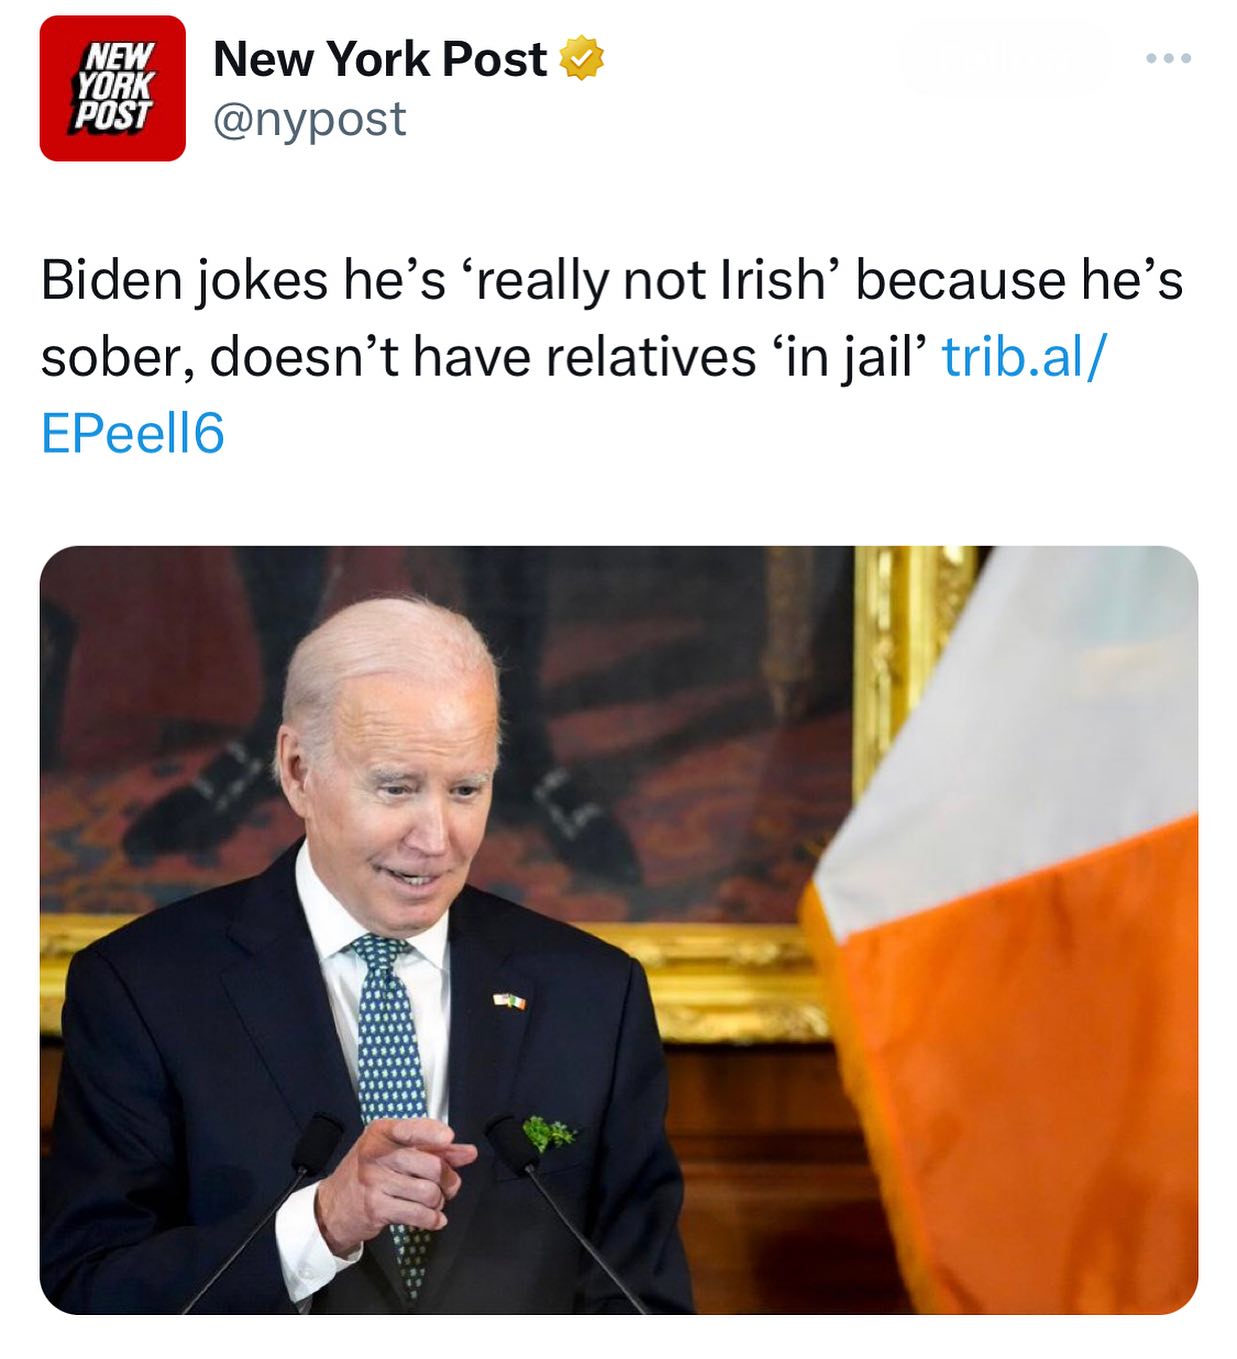 NEW
YORK
POST
New York Post
@nypost
Biden jokes he’s ‘really not Irish’ because he’s
sober, doesn’t have relatives ‘in jail’ trib.al/
EPeell6